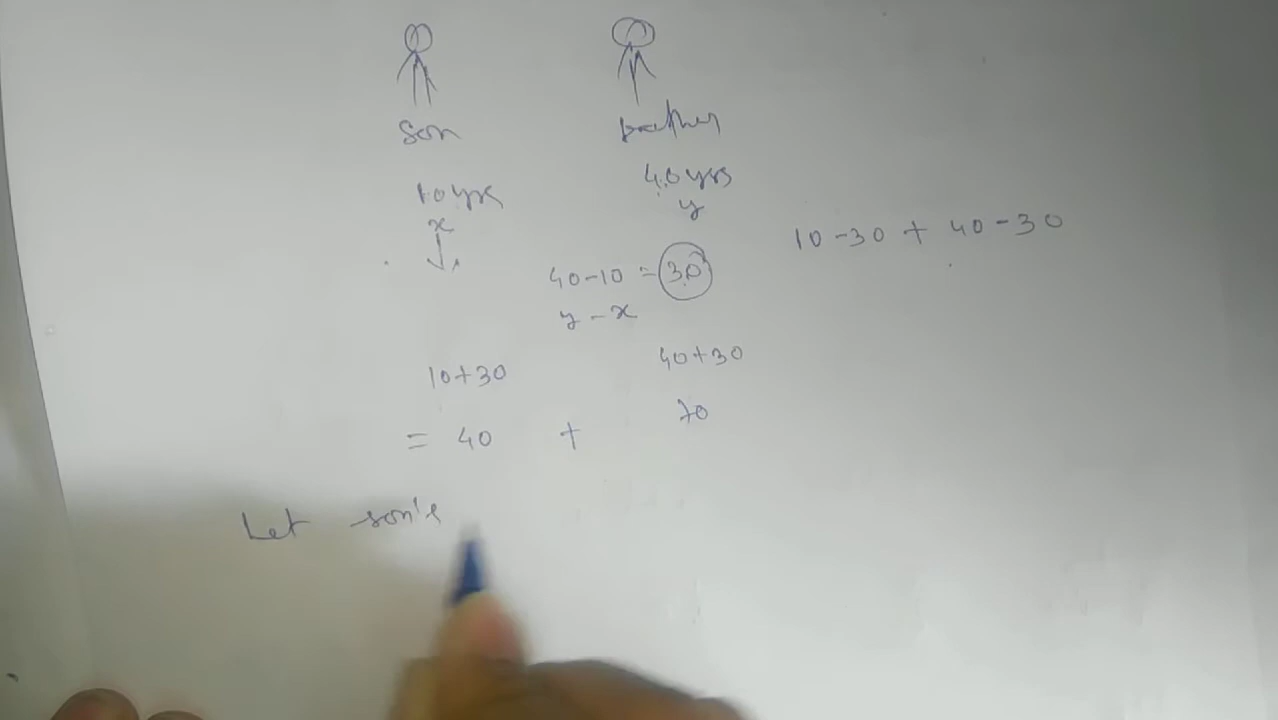 son father
10 yrs 40 yrs
x y
10-30 + 40-30
40-10 = 30
y - x
10+30 40+30
70
= 40 +
Let son's